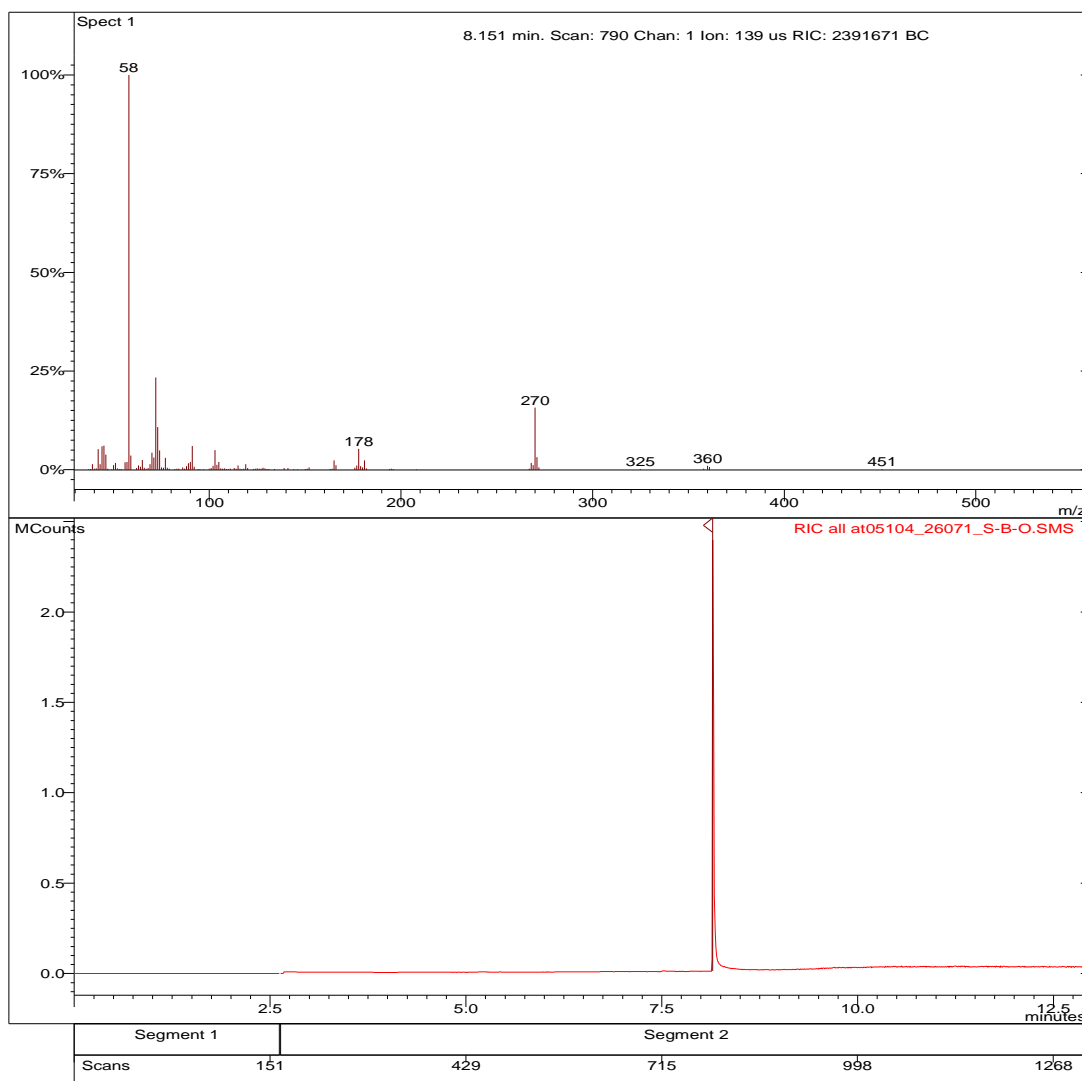 Spect 1
8.151 min. Scan: 790 Chan: 1 Ion: 139 us RIC: 2391671 BC
58
100%
75%
50%
25%
270
178
325 360 451
0%
100 200 300 400 500
m/z
MCounts RIC all at05104_26071_S-B-O.SMS
2.0
1.5
1.0
0.5
0.0
2.5 5.0 7.5 10.0 12.5
minutes
Segment 1 Segment 2
Scans 151 429 715 998 1268